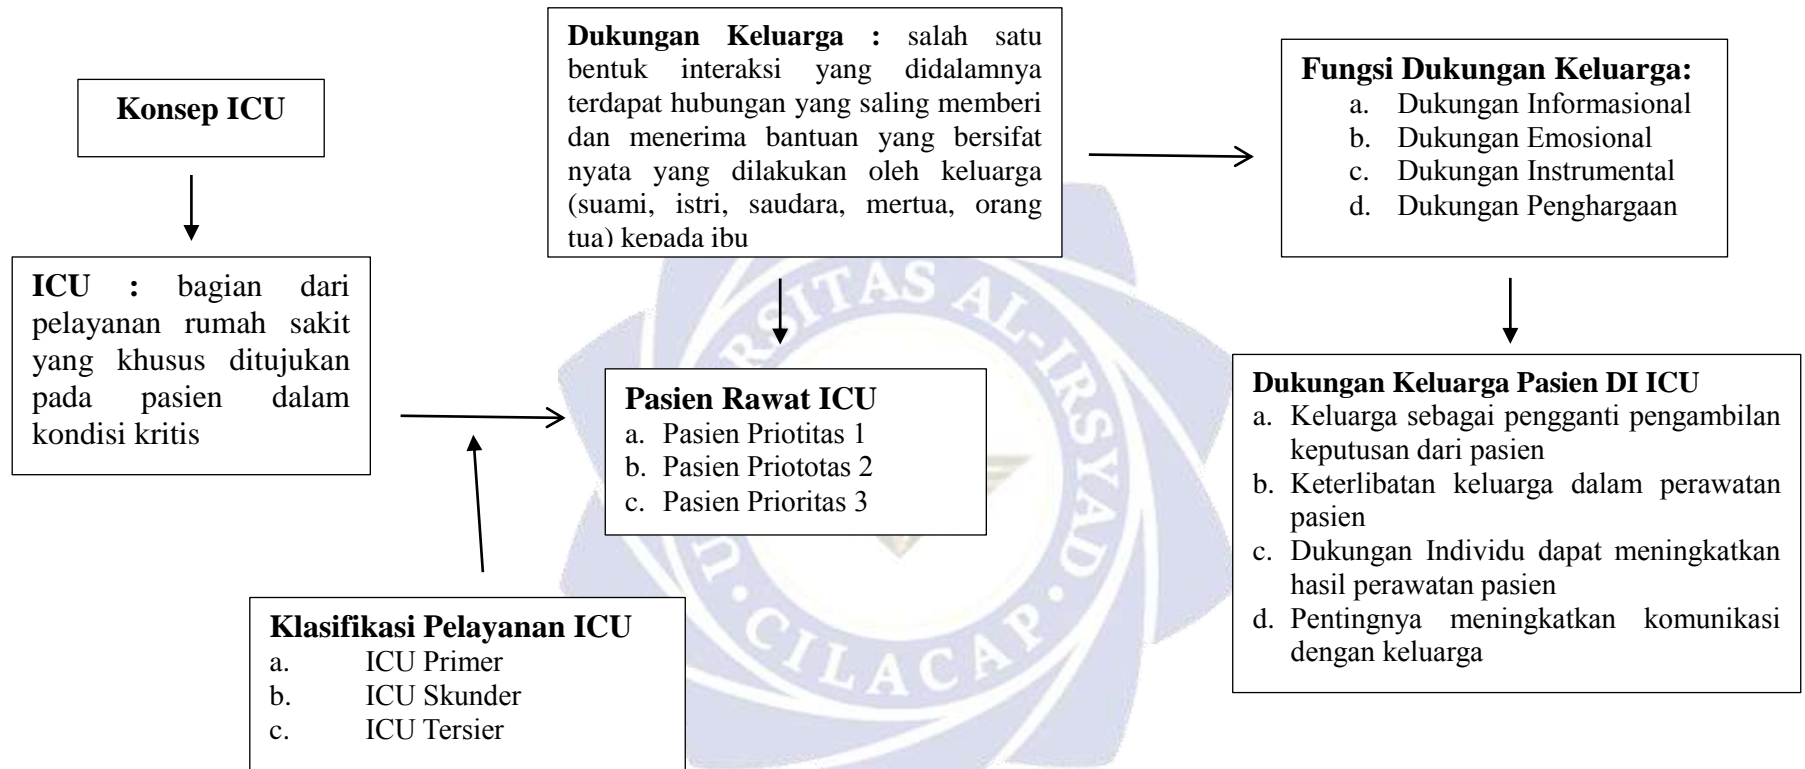 Konsep ICU
ICU : bagian dari
pelayanan rumah sakit
yang khusus ditujukan
pada pasien dalam
kondisi kritis
Dukungan Keluarga : salah satu
bentuk interaksi yang didalamnya
terdapat hubungan yang saling memberi
dan menerima bantuan yang bersifat
nyata yang dilakukan oleh keluarga
(suami, istri, saudara, mertua, orang
tua) kepada ibu
Fungsi Dukungan Keluarga:
a. Dukungan Informasional
b. Dukungan Emosional
c. Dukungan Instrumental
d. Dukungan Penghargaan
Pasien Rawat ICU
a. Pasien Priotitas 1
b. Pasien Priototas 2
c. Pasien Prioritas 3
Dukungan Keluarga Pasien DI ICU
a. Keluarga sebagai pengganti pengambilan
keputusan dari pasien
b. Keterlibatan keluarga dalam perawatan
pasien
c. Dukungan Individu dapat meningkatkan
hasil perawatan pasien
d. Pentingnya meningkatkan komunikasi
dengan keluarga
Klasifikasi Pelayanan ICU
a. ICU Primer
b. ICU Skunder
c. ICU Tersier
RSITAS AL-IRSYAD
CILACAP
U